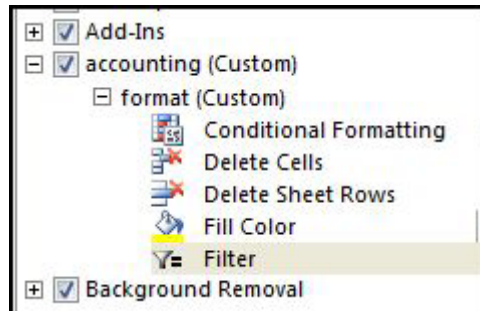 Add-Ins
accounting (Custom)
format (Custom)
Conditional Formatting
Delete Cells
Delete Sheet Rows
Fill Color
Filter
Background Removal